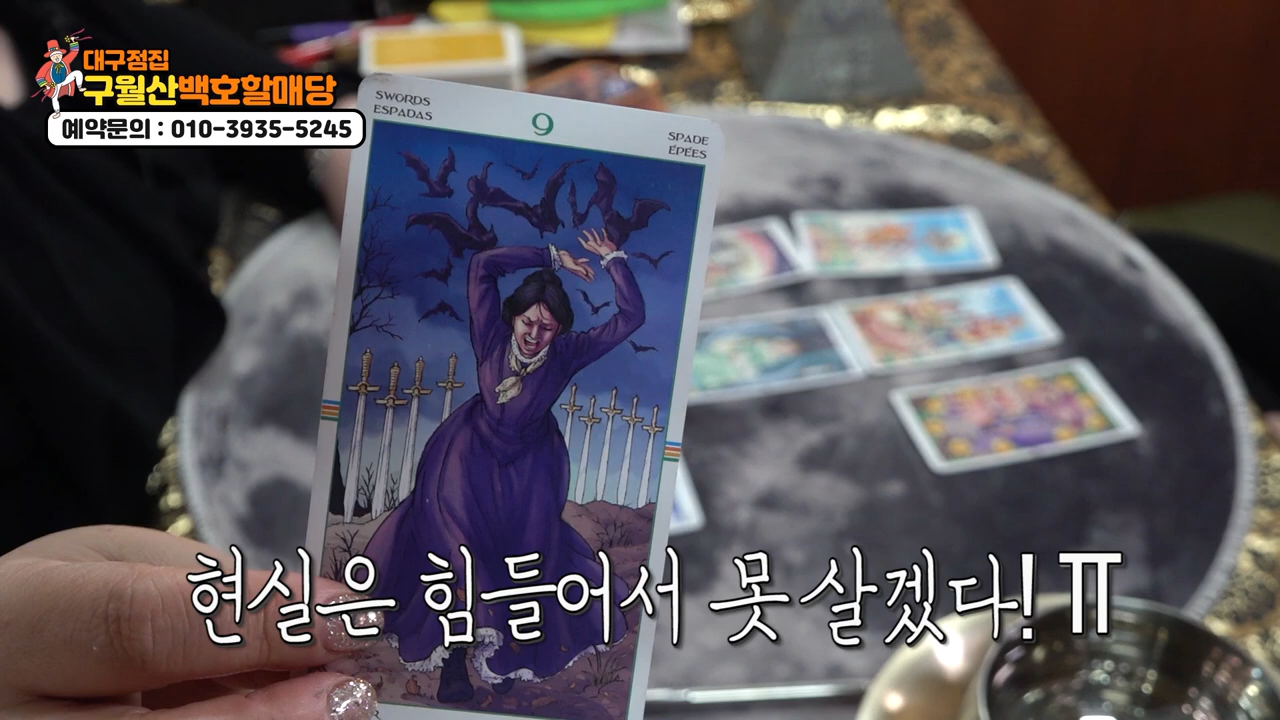 대구점집
구월산백호할매당
예약문의 : 010-3935-5245
SWORDS
ESPADAS
9
SPADE
ÉPÉES
현실은 힘들어서 못 살겠다! ㅠ